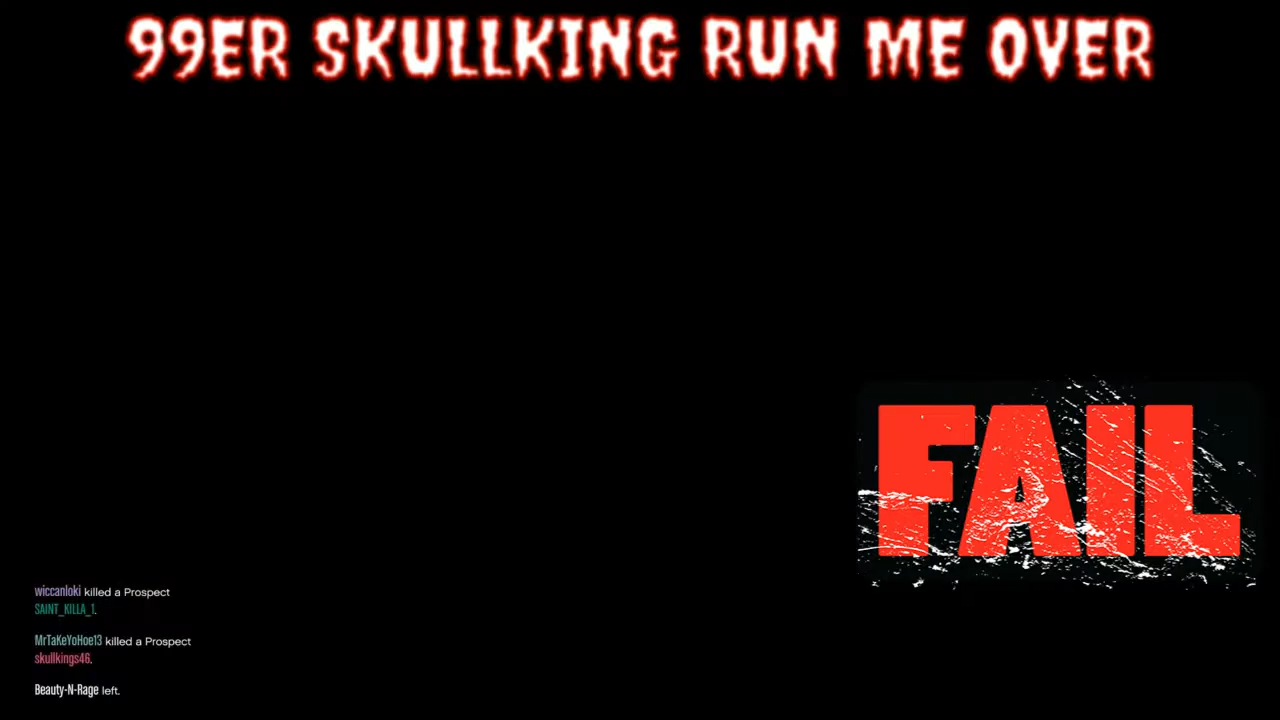 99ER SKULLKING RUN ME OVER
FAIL
wiccanloki killed a Prospect
SAINT_KILLA_1.
MrTaKeYoHoe13 killed a Prospect
skullkings46.
Beauty-N-Rage left.